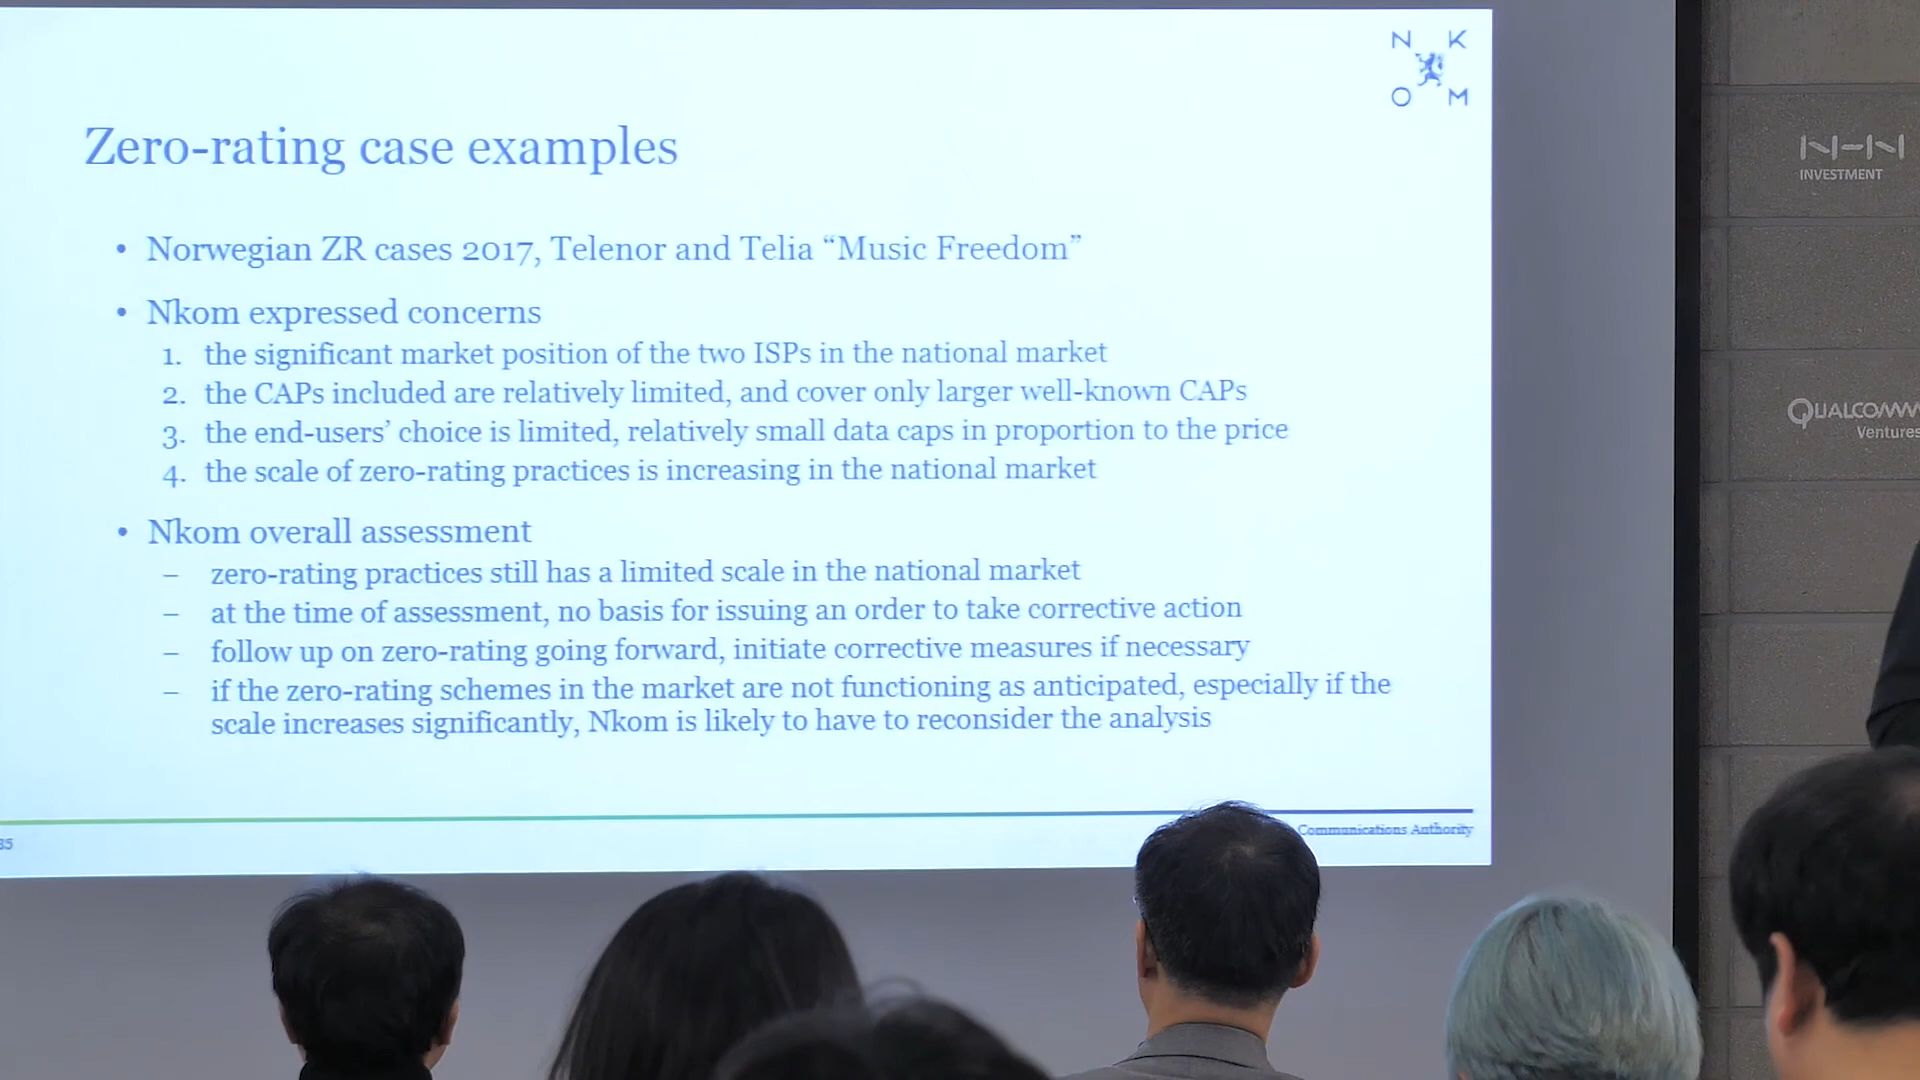 N K
O M
Zero-rating case examples
• Norwegian ZR cases 2017, Telenor and Telia “Music Freedom”
• Nkom expressed concerns
1. the significant market position of the two ISPs in the national market
2. the CAPs included are relatively limited, and cover only larger well-known CAPs
3. the end-users’ choice is limited, relatively small data caps in proportion to the price
4. the scale of zero-rating practices is increasing in the national market
• Nkom overall assessment
– zero-rating practices still has a limited scale in the national market
– at the time of assessment, no basis for issuing an order to take corrective action
– follow up on zero-rating going forward, initiate corrective measures if necessary
– if the zero-rating schemes in the market are not functioning as anticipated, especially if the
scale increases significantly, Nkom is likely to have to reconsider the analysis
Communications Authority
35
INVESTMENT
QUALCOMM
Ventures